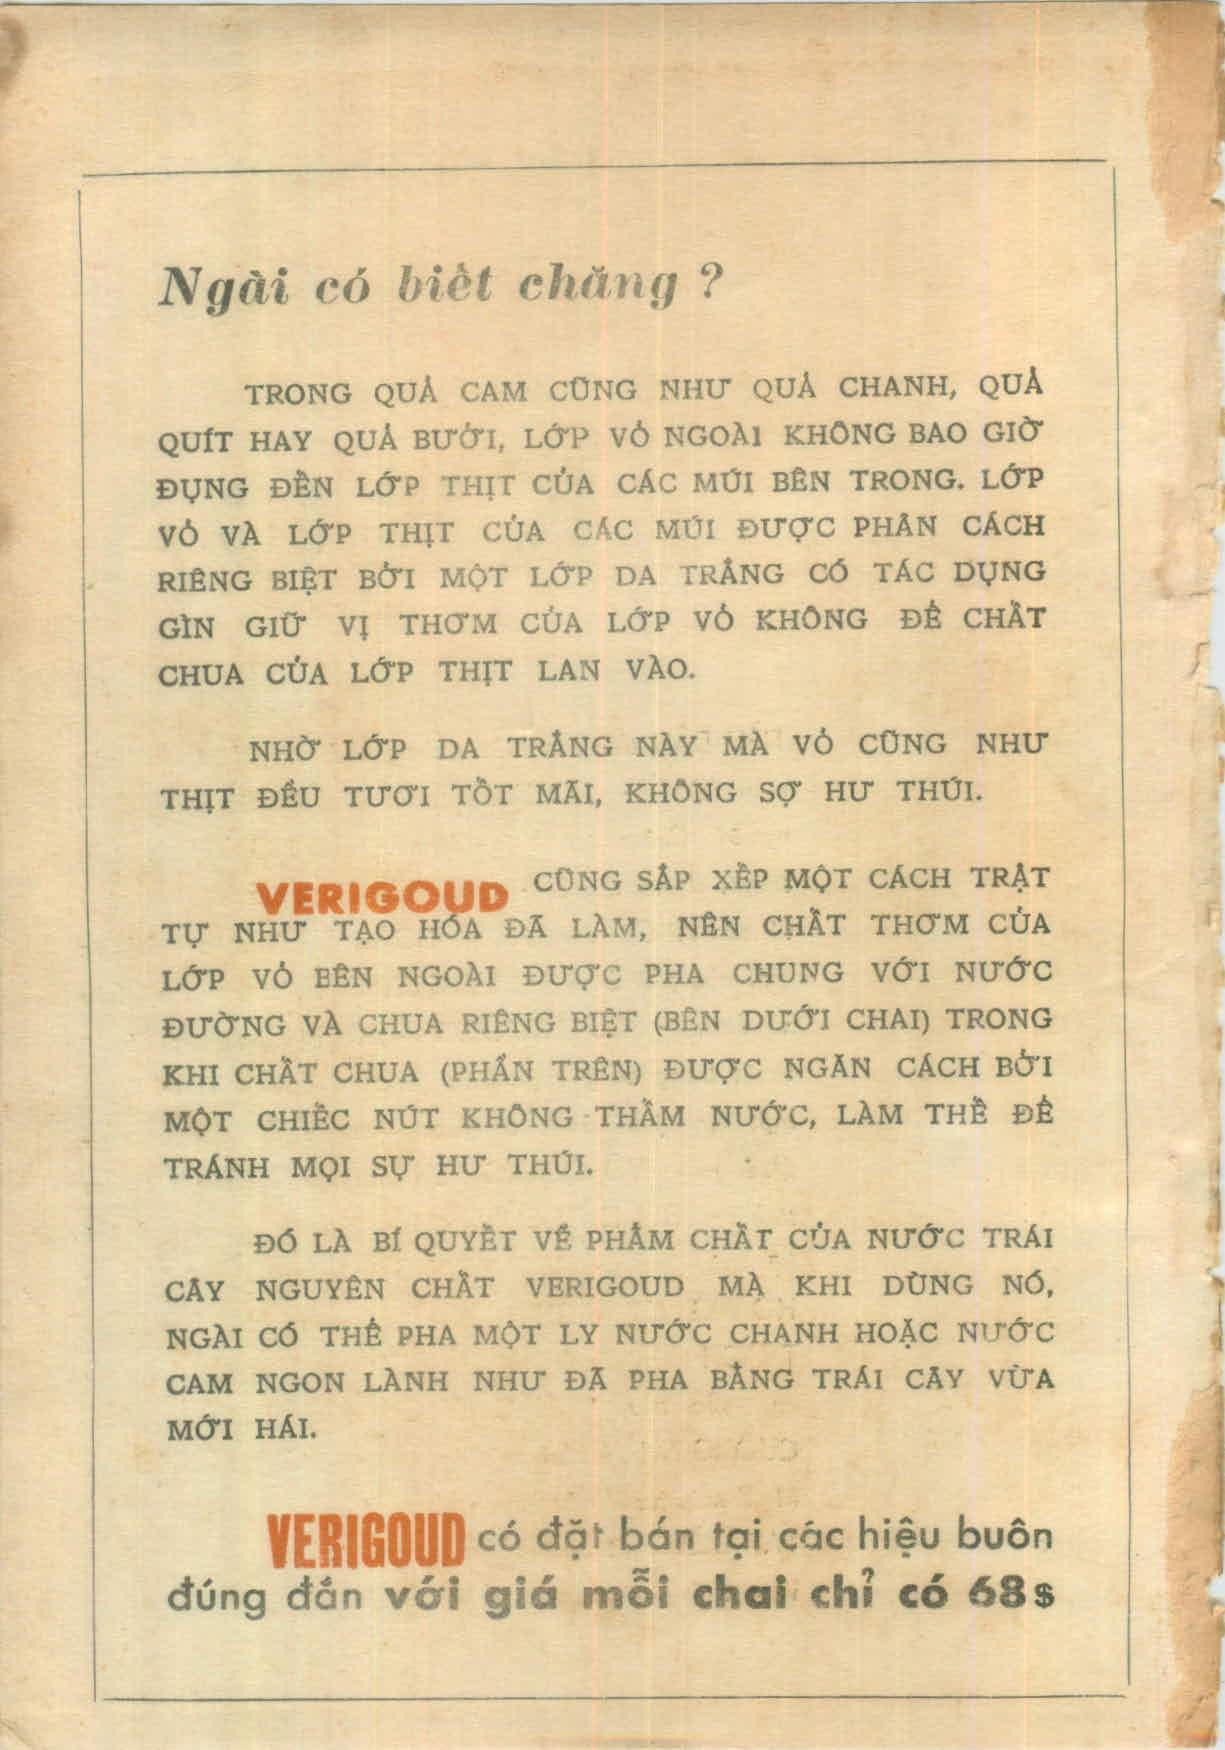 Ngài có biết chăng ?
TRONG QUẢ CAM CŨNG NHƯ QUẢ CHANH, QUẢ
QUÍT HAY QUẢ BƯỞI, LỚP VỎ NGOÀI KHÔNG BAO GIỜ
ĐỤNG ĐẾN LỚP THỊT CỦA CÁC MÚI BÊN TRONG. LỚP
VỎ VÀ LỚP THỊT CỦA CÁC MÚI ĐƯỢC PHÂN CÁCH
RIÊNG BIỆT BỞI MỘT LỚP DA TRẮNG CÓ TÁC DỤNG
GÌN GIỮ VỊ THƠM CỦA LỚP VỎ KHÔNG ĐỂ CHẤT
CHUA CỦA LỚP THỊT LAN VÀO.
NHỜ LỚP DA TRẮNG NÀY MÀ VỎ CŨNG NHƯ
THỊT ĐỀU TƯƠI TỐT MÃI, KHÔNG SỢ HƯ THÚI.
VERIGOUD CŨNG SẮP XẾP MỘT CÁCH TRẬT
TỰ NHƯ TẠO HÓA ĐÃ LÀM, NÊN CHẤT THƠM CỦA
LỚP VỎ BÊN NGOÀI ĐƯỢC PHA CHUNG VỚI NƯỚC
ĐƯỜNG VÀ CHUA RIÊNG BIỆT (BÊN DƯỚI CHAI) TRONG
KHI CHẤT CHUA (PHẦN TRÊN) ĐƯỢC NGĂN CÁCH BỞI
MỘT CHIẾC NÚT KHÔNG THẤM NƯỚC, LÀM THẾ ĐỂ
TRÁNH MỌI SỰ HƯ THÚI.
ĐÓ LÀ BÍ QUYẾT VỀ PHẨM CHẤT CỦA NƯỚC TRÁI
CÂY NGUYÊN CHẤT VERIGOUD MÀ KHI DÙNG NÓ,
NGÀI CÓ THỂ PHA MỘT LY NƯỚC CHANH HOẶC NƯỚC
CAM NGON LÀNH NHƯ ĐÃ PHA BẰNG TRÁI CÂY VỪA
MỚI HÁI.
VERIGOUD có đặt bán tại các hiệu buôn
đúng đắn với giá mỗi chai chỉ có 68$